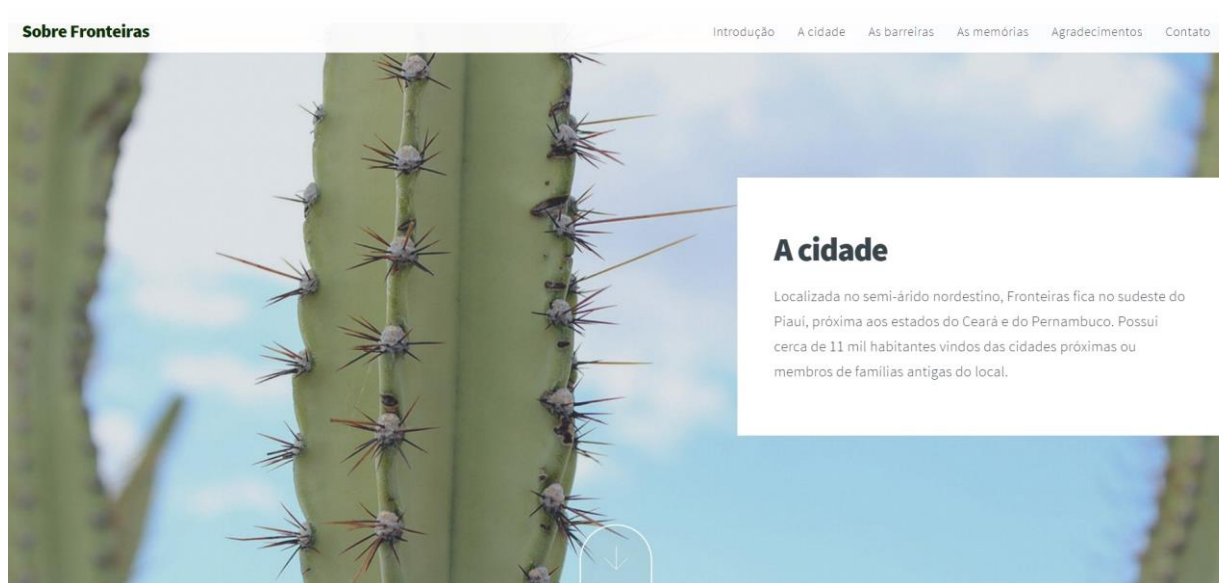 Sobre Fronteiras
Introdução A cidade As barreiras As memórias Agradecimentos Contato
A cidade
Localizada no semi-árido nordestino, Fronteiras fica no sudeste do
Piauí, próxima aos estados do Ceará e do Pernambuco. Possui
cerca de 11 mil habitantes vindos das cidades próximas ou
membros de famílias antigas do local.